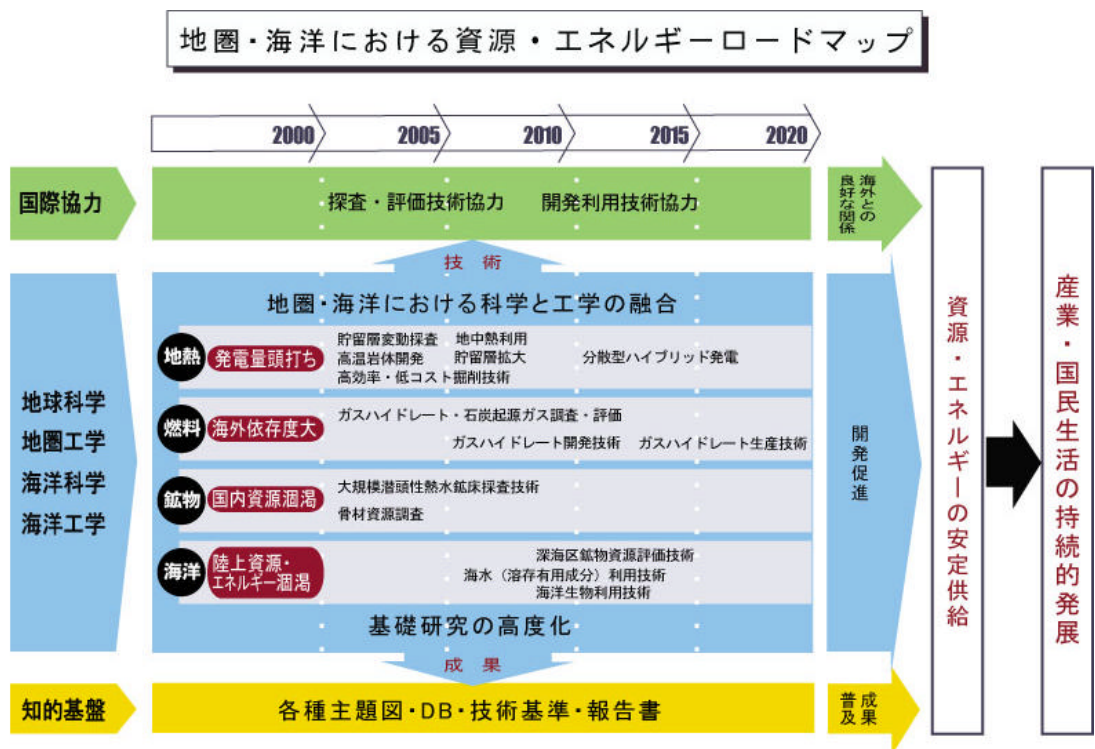 地圏・海洋における資源・エネルギーロードマップ
2000
2005
2010
2015
2020
国際協力
探査・評価技術協力
開発利用技術協力
海外との
良好な関係
技術
地球科学
地圏工学
海洋科学
海洋工学
地圏・海洋における科学と工学の融合
地熱
発電量頭打ち
貯留層変動探査
地中熱利用
高温岩体開発
貯留層拡大
分散型ハイブリッド発電
高効率・低コスト掘削技術
燃料
海外依存度大
ガスハイドレート・石炭起源ガス調査・評価
ガスハイドレート開発技術
ガスハイドレート生産技術
鉱物
国内資源涸渇
大規模潜頭性熱水鉱床探査技術
骨材資源調査
海洋
陸上資源・
エネルギー涸渇
深海区鉱物資源評価技術
海水（溶存有用成分）利用技術
海洋生物利用技術
基礎研究の高度化
開発促進
成果
知的基盤
各種主題図・DB・技術基準・報告書
成果
普及
資源・エネルギーの安定供給
産業・国民生活の持続的発展